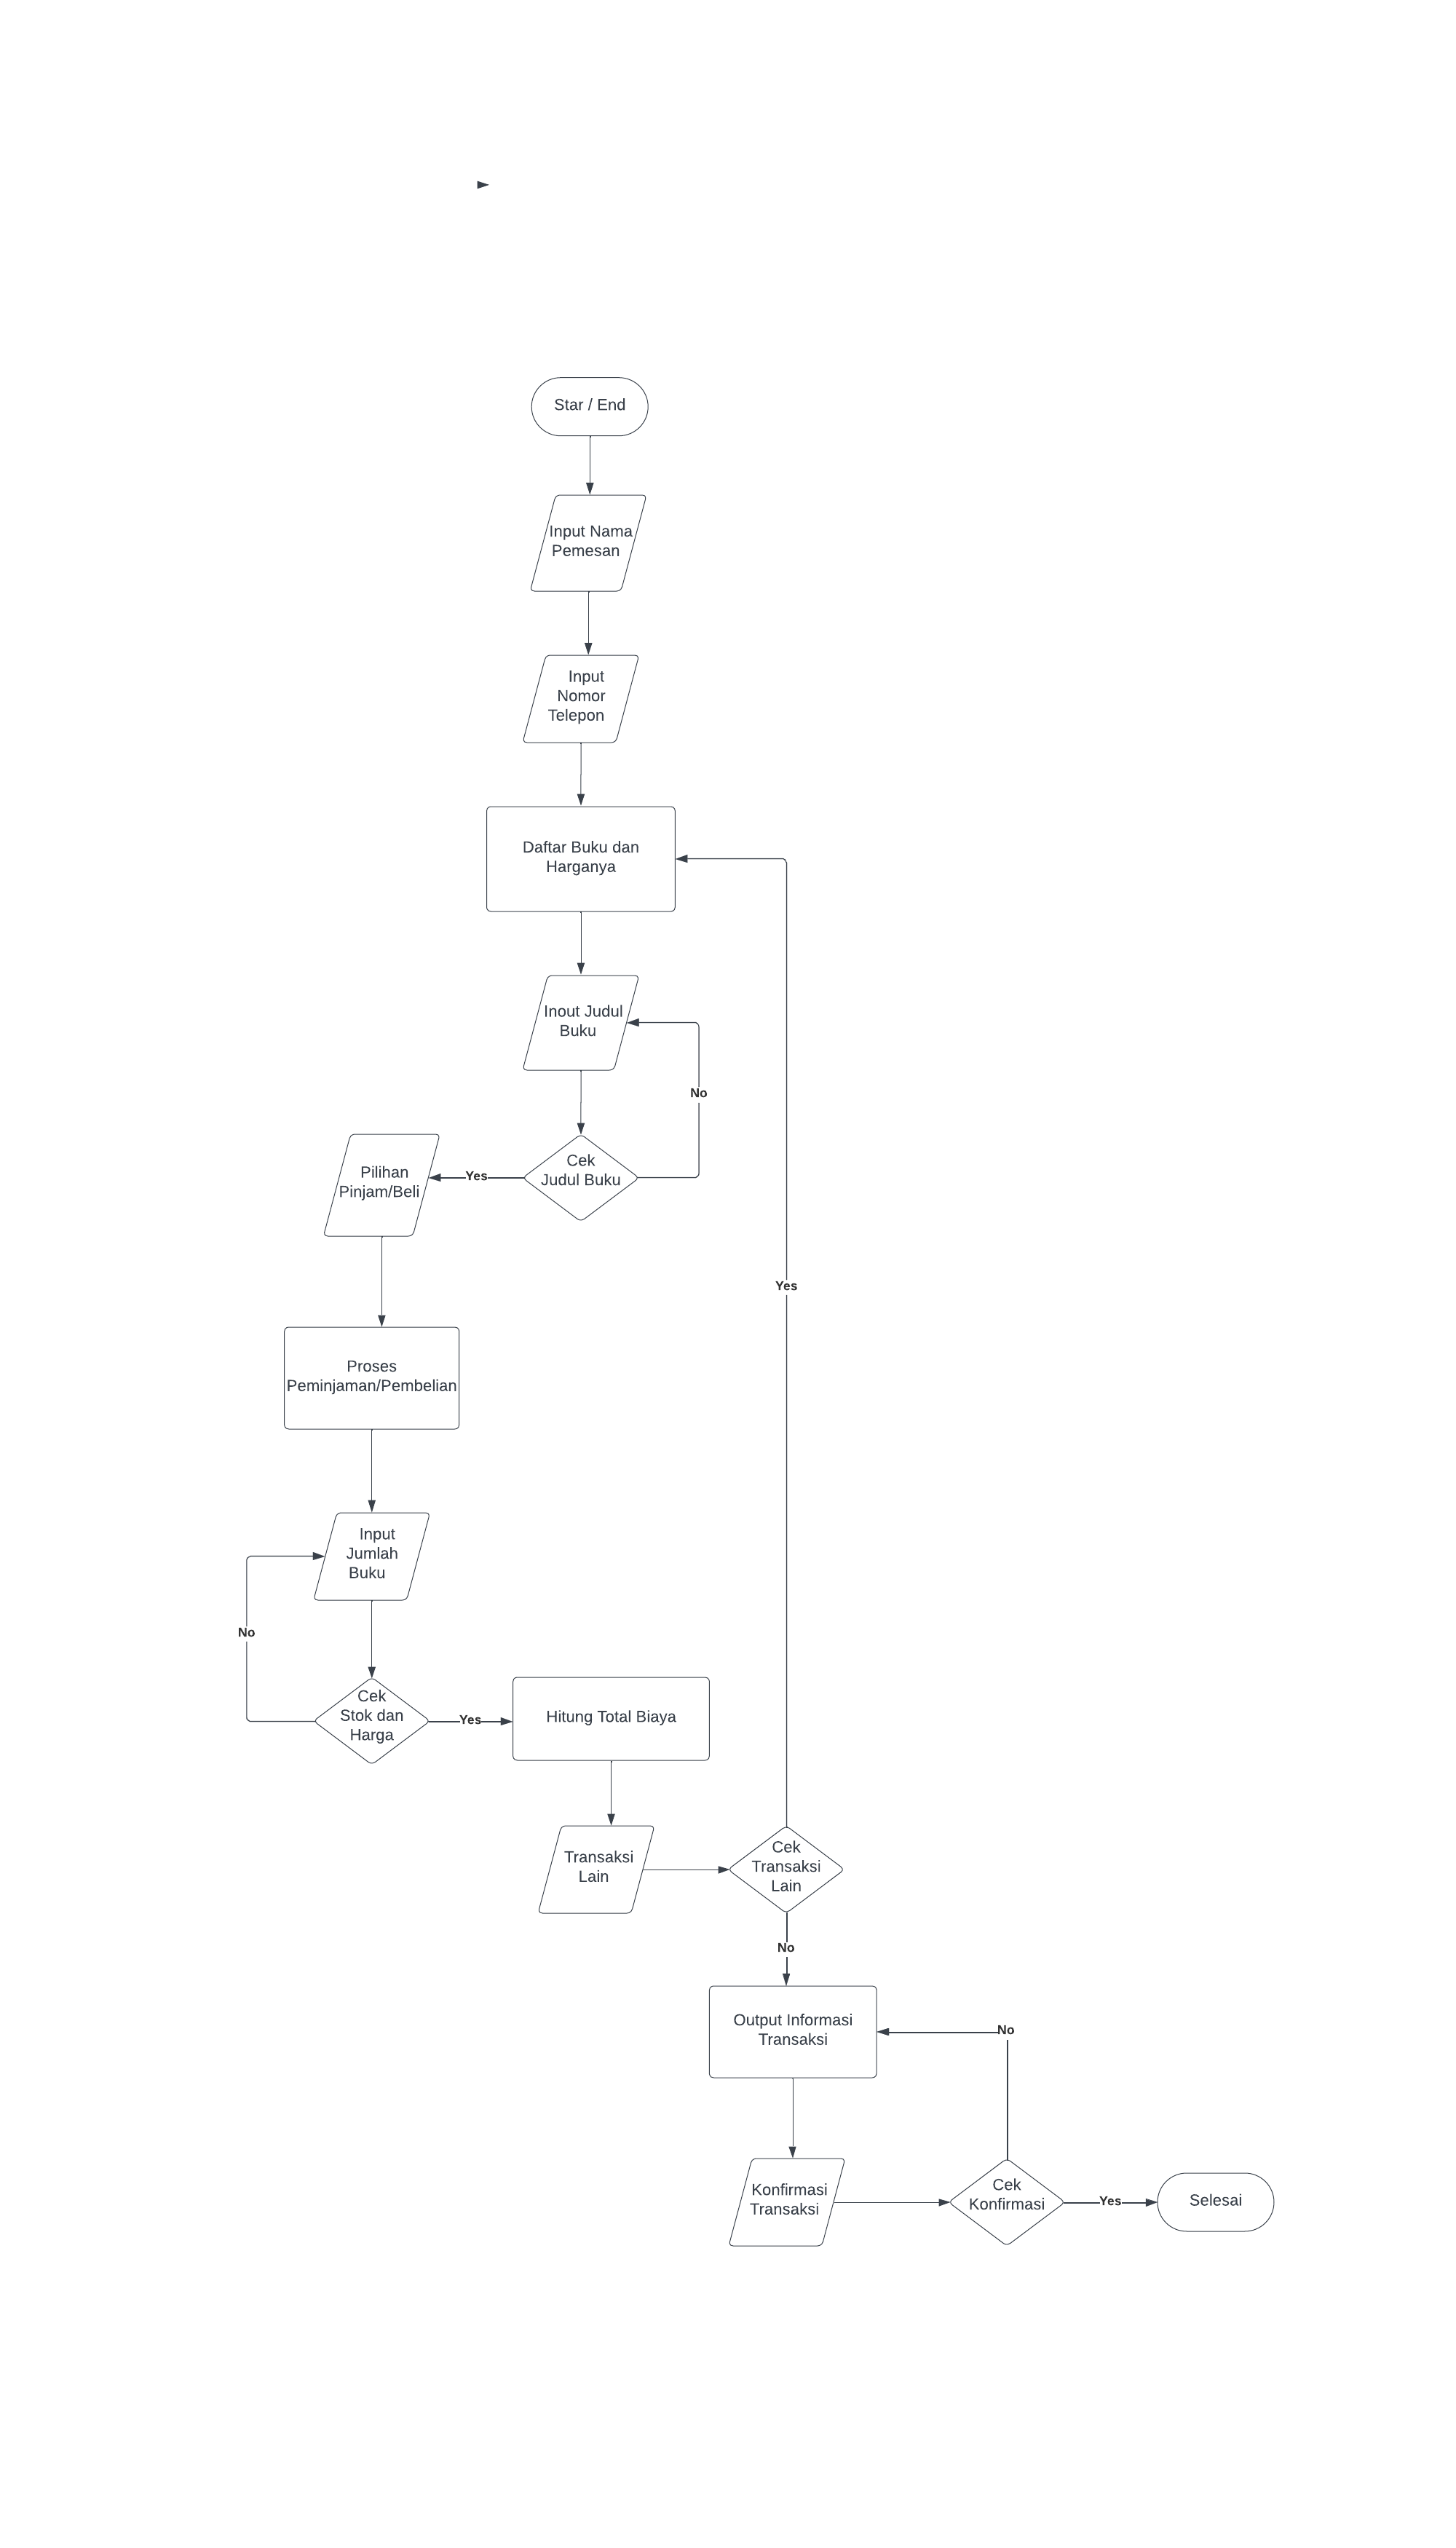 Star / End
Input Nama
Pemesan
Input
Nomor
Telepon
Daftar Buku dan
Harganya
Inout Judul
Buku
No
Cek
Judul Buku
Yes
Pilihan
Pinjam/Beli
Yes
Proses
Peminjaman/Pembelian
Input
Jumlah
Buku
No
Cek
Stok dan
Harga
Yes
Hitung Total Biaya
Transaksi
Lain
Cek
Transaksi
Lain
No
Output Informasi
Transaksi
No
Konfirmasi
Transaksi
Cek
Konfirmasi
Yes
Selesai